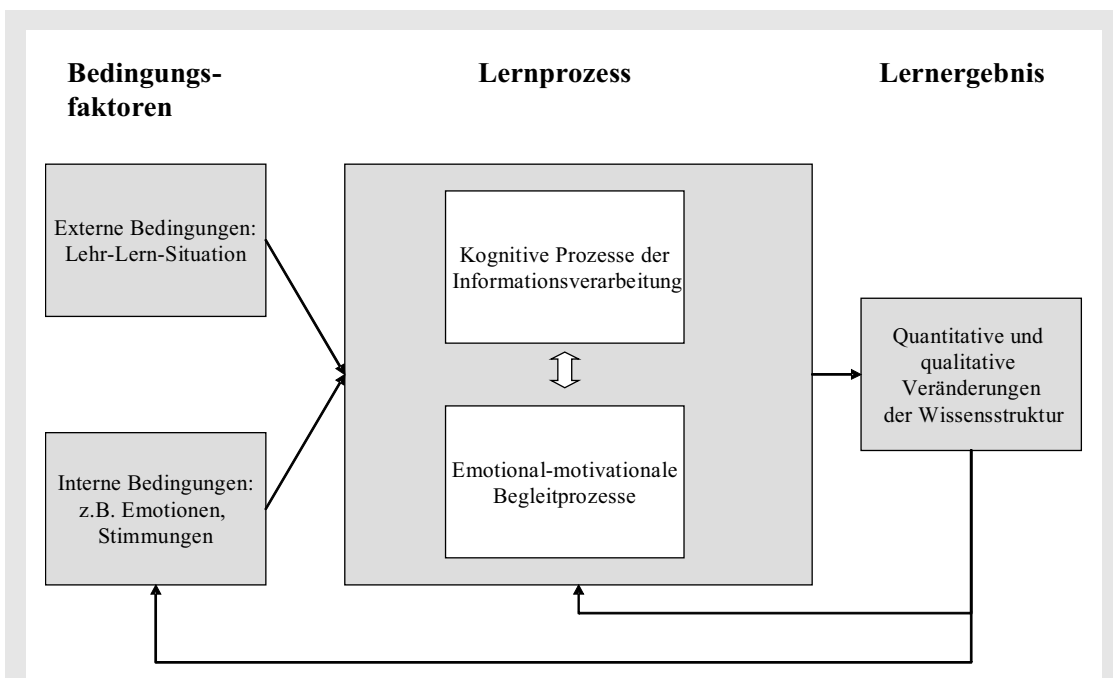 Bedingungs-
faktoren
Lernprozess
Lernergebnis
Externe Bedingungen:
Lehr-Lern-Situation
Interne Bedingungen:
z.B. Emotionen,
Stimmungen
Kognitive Prozesse der
Informationsverarbeitung
Emotional-motivationale
Begleitprozesse
Quantitative und
qualitative
Veränderungen
der Wissensstruktur